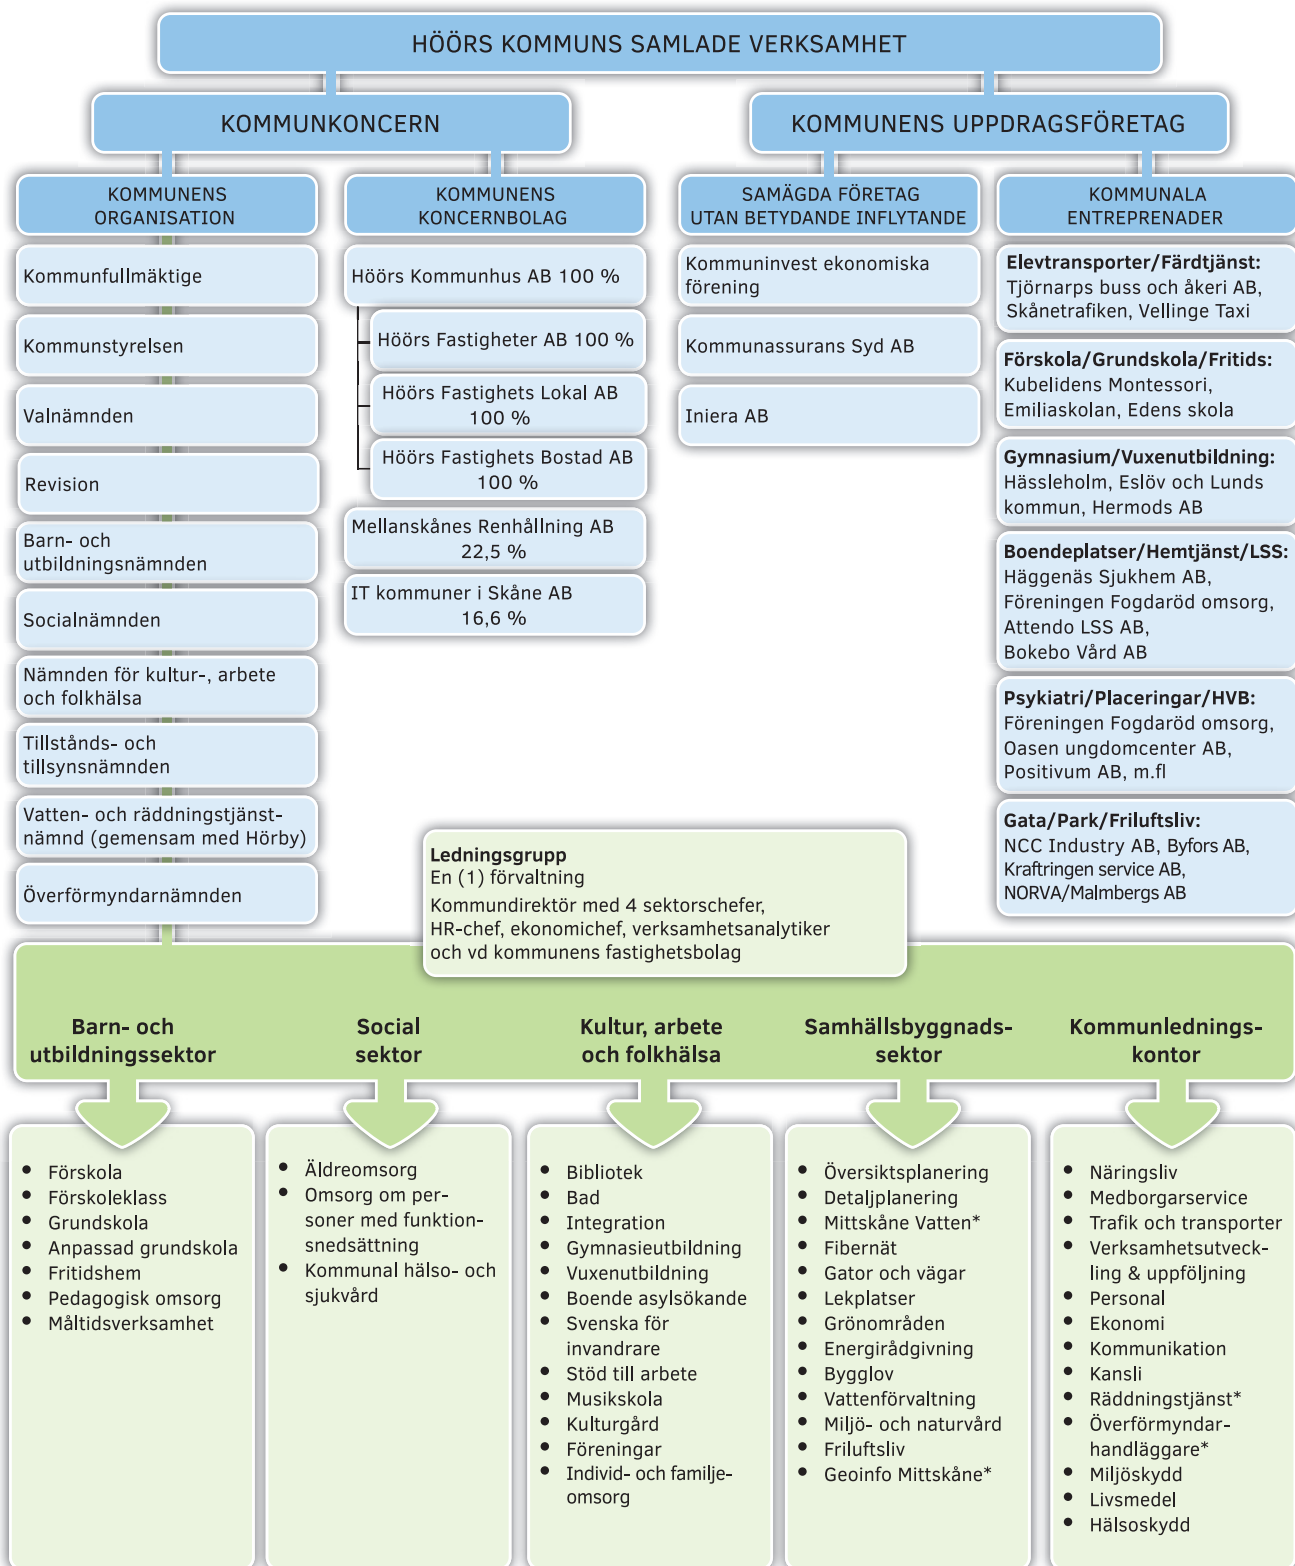 HÖÖRS KOMMUNS SAMLADE VERKSAMHET
KOMMUNKONCERN
KOMMUNENS UPPDRAGSFÖRETAG
KOMMUNENS
ORGANISATION
Kommunfullmäktige
Kommunstyrelsen
Valnämnden
Revision
Barn- och
utbildningsnämnden
Socialnämnden
Nämnden för kultur-, arbete
och folkhälsa
Tillstånds- och
tillsynsnämnden
Vatten- och räddningstjänst-
nämnd (gemensam med Hörby)
Överförmyndarnämnden
KOMMUNENS
KONCERNBOLAG
Höörs Kommunhus AB 100 %
Höörs Fastigheter AB 100 %
Höörs Fastighets Lokal AB
100 %
Höörs Fastighets Bostad AB
100 %
Mellanskånes Renhållning AB
22,5 %
IT kommuner i Skåne AB
16,6 %
SAMÄGDA FÖRETAG
UTAN BETYDANDE INFLYTANDE
Kommuninvest ekonomiska
förening
Kommunassurans Syd AB
Iniera AB
KOMMUNALA
ENTREPRENADER
Elevtransporter/Färdtjänst:
Tjörnarps buss och åkeri AB,
Skånetrafiken, Vellinge Taxi
Förskola/Grundskola/Fritids:
Kubelidens Montessori,
Emiliaskolan, Edens skola
Gymnasium/Vuxenutbildning:
Hässleholm, Eslöv och Lunds
kommun, Hermods AB
Boendeplatser/Hemtjänst/LSS:
Häggenäs Sjukhem AB,
Föreningen Fogdaröd omsorg,
Attendo LSS AB,
Bokebo Vård AB
Psykiatri/Placeringar/HVB:
Föreningen Fogdaröd omsorg,
Oasen ungdomcenter AB,
Positivum AB, m.fl
Gata/Park/Friluftsliv:
NCC Industry AB, Byfors AB,
Kraftringen service AB,
NORVA/Malmbergs AB
Ledningsgrupp
En (1) förvaltning
Kommundirektör med 4 sektorschefer,
HR-chef, ekonomichef, verksamhetsanalytiker
och vd kommunens fastighetsbolag
Barn- och
utbildningssektor
• Förskola
• Förskoleklass
• Grundskola
• Anpassad grundskola
• Fritidshem
• Pedagogisk omsorg
• Måltidsverksamhet
Social
sektor
• Äldreomsorg
• Omsorg om per-
soner med funktion-
snedsättning
• Kommunal hälso- och
sjukvård
Kultur, arbete
och folkhälsa
• Bibliotek
• Bad
• Integration
• Gymnasieutbildning
• Vuxenutbildning
• Boende asylsökande
• Svenska för
invandrare
• Stöd till arbete
• Musikskola
• Kulturgård
• Föreningar
• Individ- och familje-
omsorg
Samhällsbyggnads-
sektor
• Översiktsplanering
• Detaljplanering
• Mittskåne Vatten*
• Fibernät
• Gator och vägar
• Lekplatser
• Grönområden
• Energirådgivning
• Bygglov
• Vattenförvaltning
• Miljö- och naturvård
• Friluftsliv
• Geoinfo Mittskåne*
Kommunlednings-
kontor
• Näringsliv
• Medborgarservice
• Trafik och transporter
• Verksamhetsutveck-
ling & uppföljning
• Personal
• Ekonomi
• Kommunikation
• Kansli
• Räddningstjänst*
• Överförmyndar-
handläggare*
• Miljöskydd
• Livsmedel
• Hälsoskydd